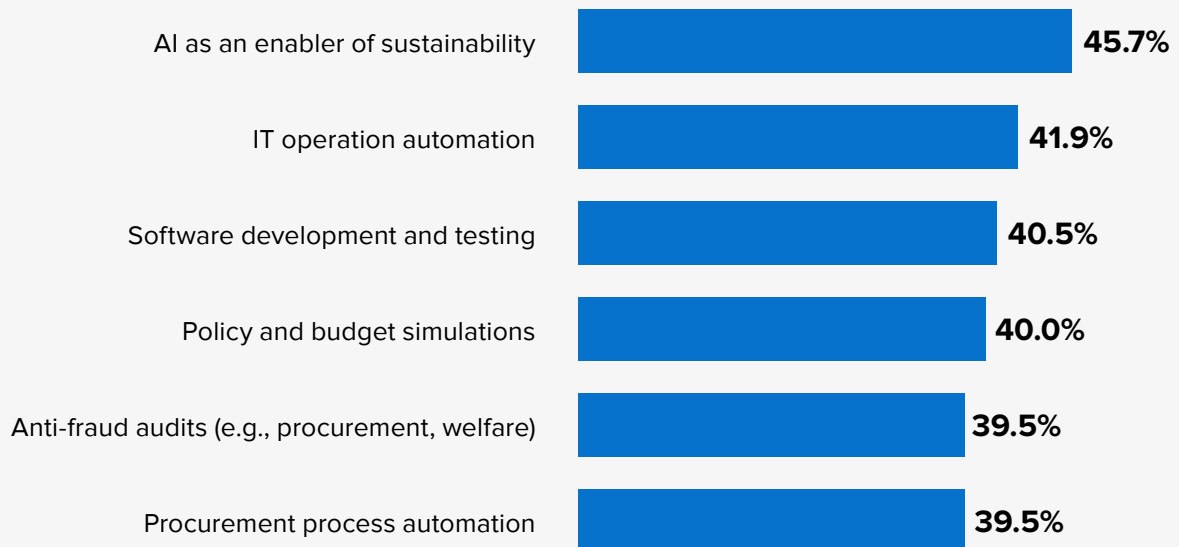 AI as an enabler of sustainability 45.7%
IT operation automation 41.9%
Software development and testing 40.5%
Policy and budget simulations 40.0%
Anti-fraud audits (e.g., procurement, welfare) 39.5%
Procurement process automation 39.5%